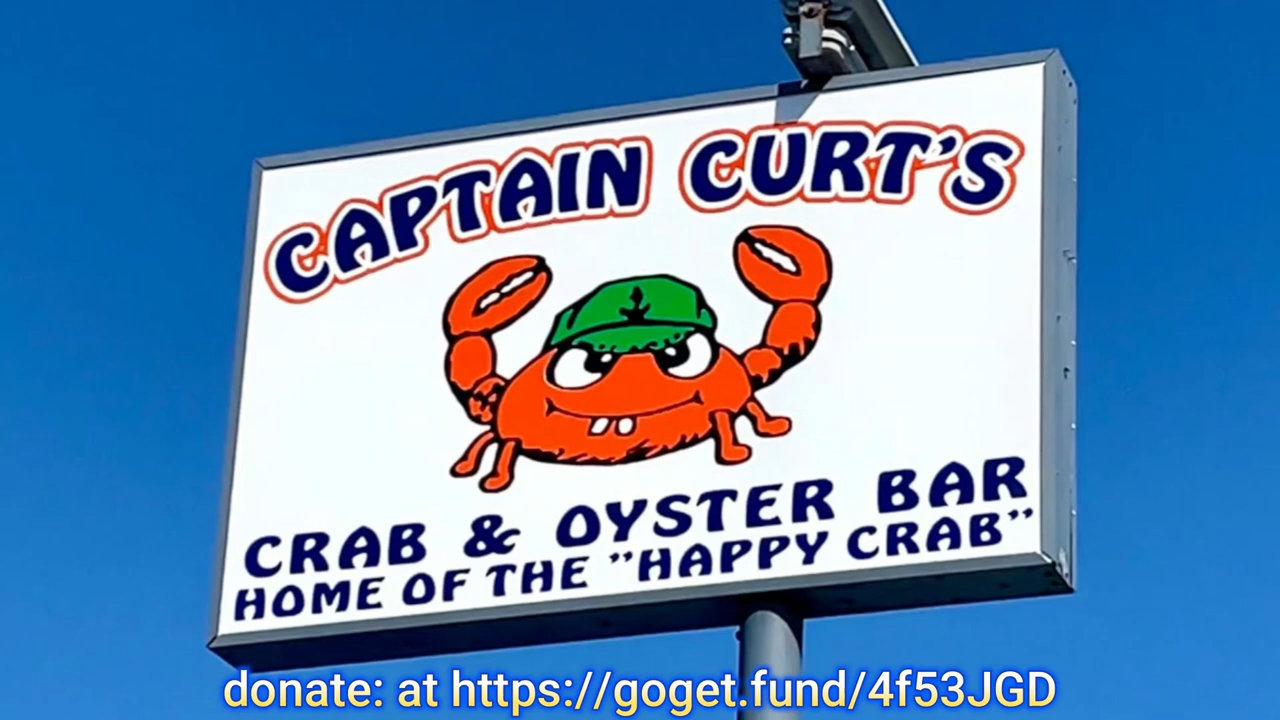 CAPTAIN CURT'S
CRAB & OYSTER BAR
HOME OF THE "HAPPY CRAB"
donate: at https://goget.fund/4f53JGD